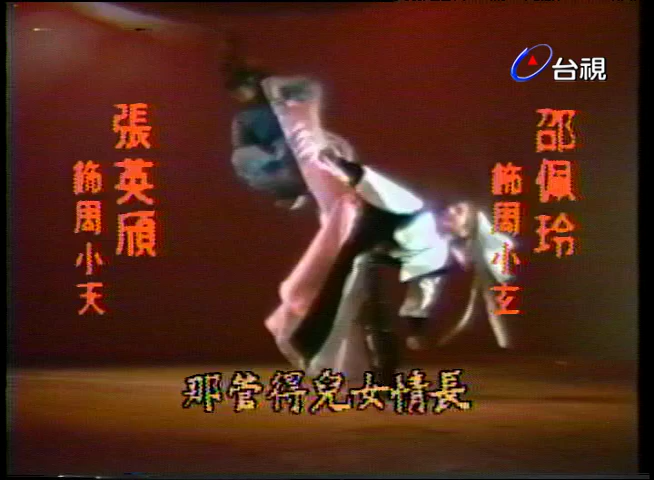 台視
邵佩玲
飾周小玄
張英頎
飾周小天
那管得兒女情長